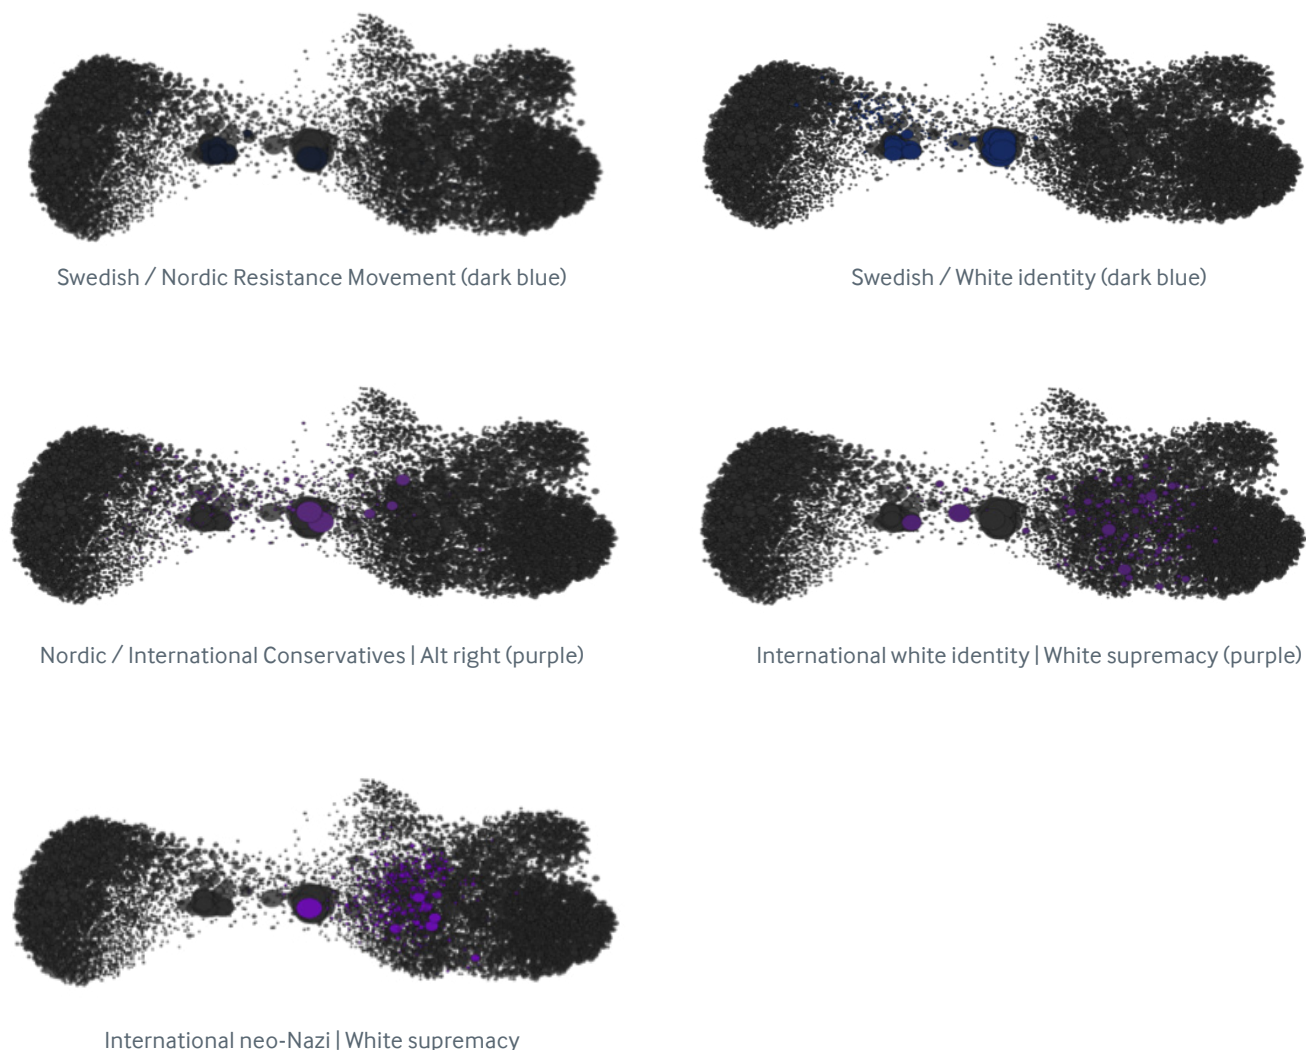 Swedish / Nordic Resistance Movement (dark blue)
Swedish / White identity (dark blue)
Nordic / International Conservatives | Alt right (purple)
International white identity | White supremacy (purple)
International neo-Nazi | White supremacy